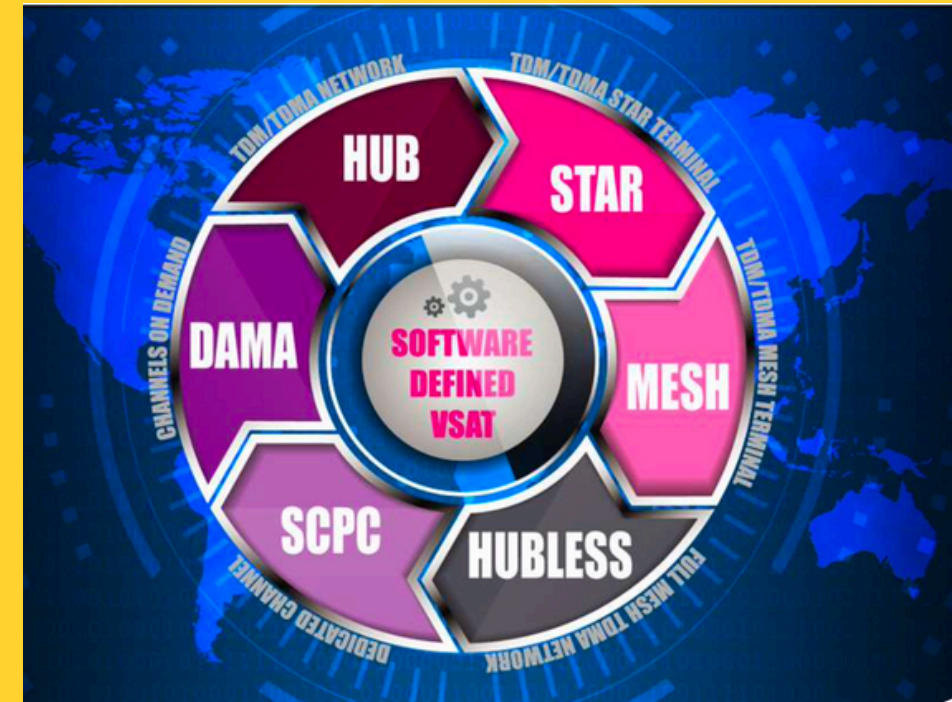 TDM/TDMA NETWORK
HUB
TDM/TDMA STAR TERMINAL
STAR
TDM/TDMA MESH TERMINAL
MESH
FULL MESH TDMA NETWORK
HUBLESS
DEDICATED CHANNEL
SCPC
CHANNELS ON DEMAND
DAMA
SOFTWARE
DEFINED
VSAT